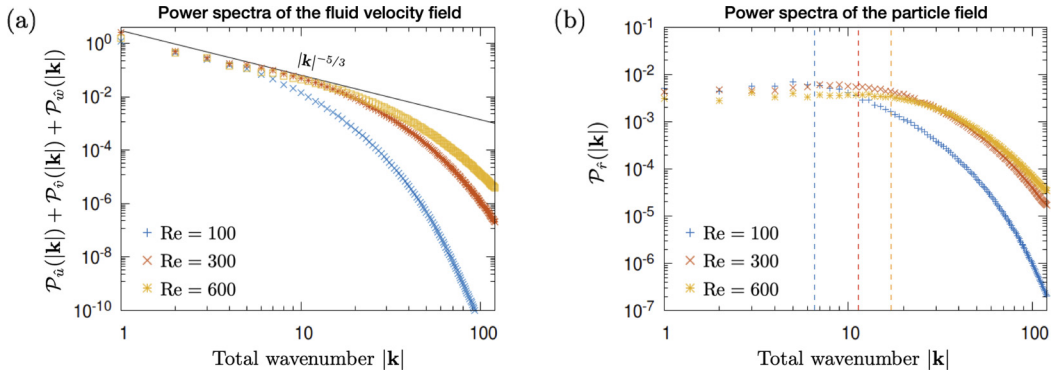 (a)
Power spectra of the fluid velocity field
𝒫_û(|𝐤|) + 𝒫_v̂(|𝐤|) + 𝒫_ŵ(|𝐤|)
10^0
10^-2
10^-4
10^-6
10^-8
10^-10
|𝐤|^−5/3
Re = 100
Re = 300
Re = 600
1
10
100
Total wavenumber |𝐤|
(b)
Power spectra of the particle field
𝒫_r̂(|𝐤|)
10^-1
10^-2
10^-3
10^-4
10^-5
10^-6
10^-7
Re = 100
Re = 300
Re = 600
1
10
100
Total wavenumber |𝐤|